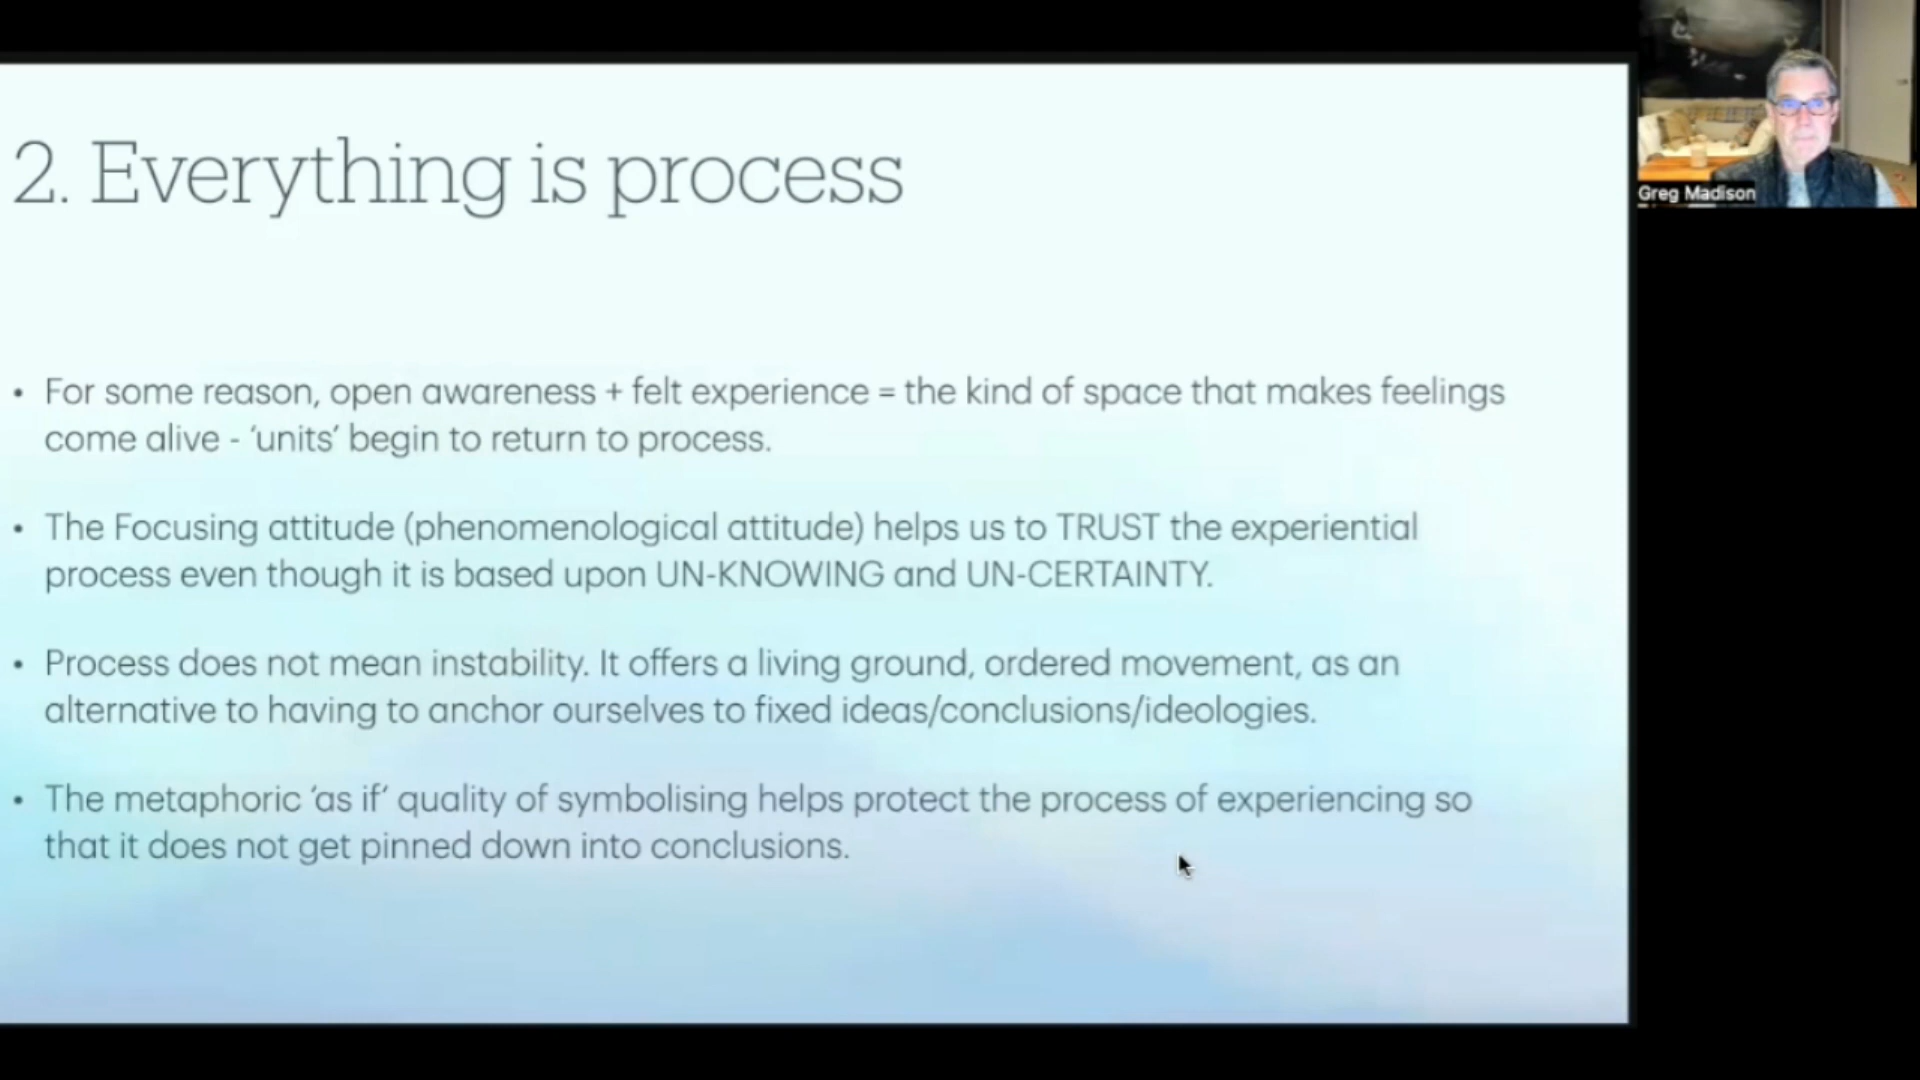 2. Everything is process
• For some reason, open awareness + felt experience = the kind of space that makes feelings
come alive - ‘units’ begin to return to process.
• The Focusing attitude (phenomenological attitude) helps us to TRUST the experiential
process even though it is based upon UN-KNOWING and UN-CERTAINTY.
• Process does not mean instability. It offers a living ground, ordered movement, as an
alternative to having to anchor ourselves to fixed ideas/conclusions/ideologies.
• The metaphoric ‘as if’ quality of symbolising helps protect the process of experiencing so
that it does not get pinned down into conclusions.
Greg Madison